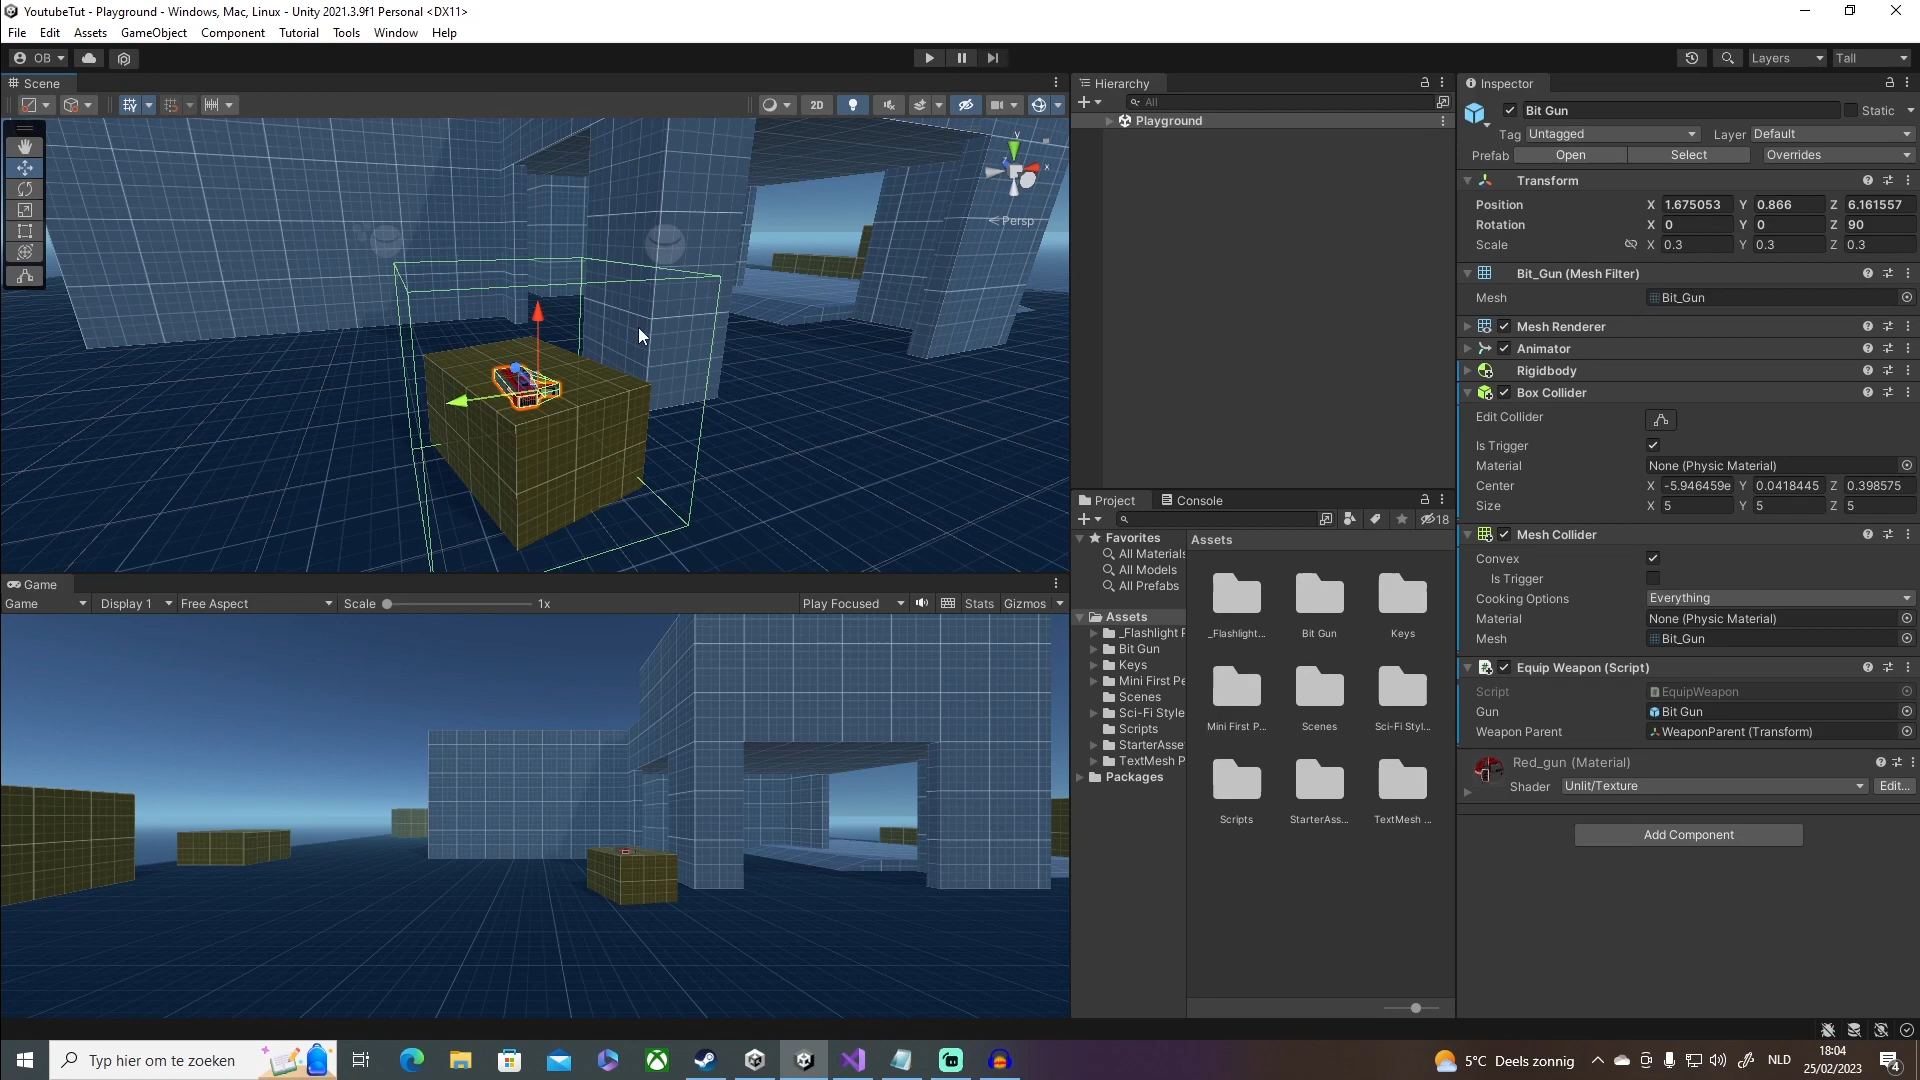 YoutubeTut - Playground - Windows, Mac, Linux - Unity 2021.3.9f1 Personal <DX11>
File Edit Assets GameObject Component Tutorial Tools Window Help
OB Layers Tall
Scene
2D
y
x
z
Persp
Game
Game Display 1 Free Aspect Scale 1x Play Focused Stats Gizmos
Hierarchy
All
Playground
Project Console
18
Favorites
All Materials
All Models
All Prefabs
Assets
_Flashlight P
Bit Gun
Keys
Mini First Pe
Scenes
Sci-Fi Style
Scripts
StarterAsse
TextMesh P
Packages
Assets
_Flashlight... Bit Gun Keys
Mini First P... Scenes Sci-Fi Styl...
Scripts StarterAss... TextMesh ...
Inspector
Bit Gun Static
Tag Untagged Layer Default
Prefab Open Select Overrides
Transform
Position X 1.675053 Y 0.866 Z 6.161557
Rotation X 0 Y 0 Z 90
Scale X 0.3 Y 0.3 Z 0.3
Bit_Gun (Mesh Filter)
Mesh Bit_Gun
Mesh Renderer
Animator
Rigidbody
Box Collider
Edit Collider
Is Trigger
Material None (Physic Material)
Center X -5.946459e Y 0.0418445 Z 0.398575
Size X 5 Y 5 Z 5
Mesh Collider
Convex
Is Trigger
Cooking Options Everything
Material None (Physic Material)
Mesh Bit_Gun
Equip Weapon (Script)
Script EquipWeapon
Gun Bit Gun
Weapon Parent WeaponParent (Transform)
Red_gun (Material)
Shader Unlit/Texture Edit...
Add Component
Typ hier om te zoeken
5°C Deels zonnig NLD 18:04
25/02/2023
4